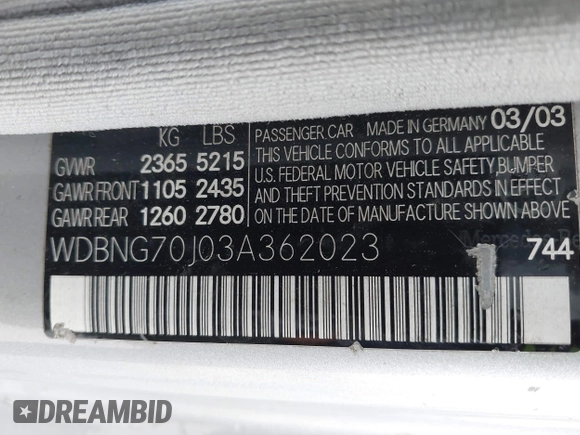 KG LBS
GVWR 2365 5215
GAWR FRONT 1105 2435
GAWR REAR 1260 2780
PASSENGER CAR MADE IN GERMANY 03/03
THIS VEHICLE CONFORMS TO ALL APPLICABLE
U.S. FEDERAL MOTOR VEHICLE SAFETY,BUMPER
AND THEFT PREVENTION STANDARDS IN EFFECT
ON THE DATE OF MANUFACTURE SHOWN ABOVE
WDBNG70J03A362023
744
DREAMBID